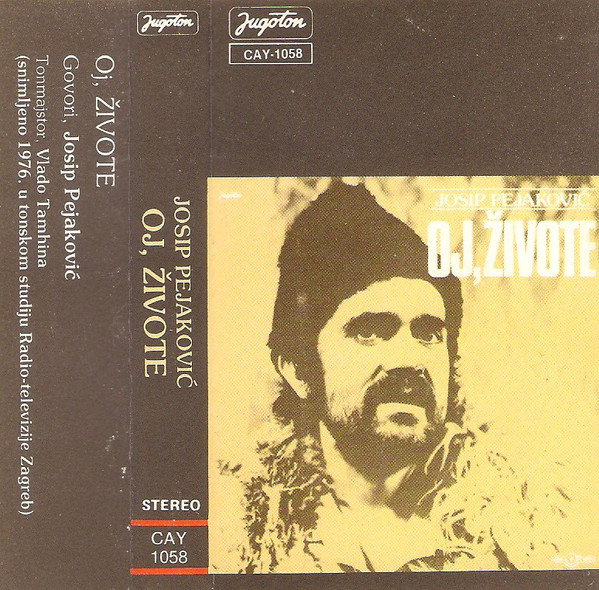 Oj, ŽIVOTE
Govori, Josip Pejaković
Tonmajstor, Vlado Tamhina
(snimljeno 1976. u tonskom studiju Radio-televizije Zagreb)
Jugoton
JOSIP PEJAKOVIĆ
OJ, ŽIVOTE
STEREO
CAY
1058
Jugoton
CAY-1058
Jugoton
JOSIP PEJAKOVIĆ
OJ, ŽIVOTE